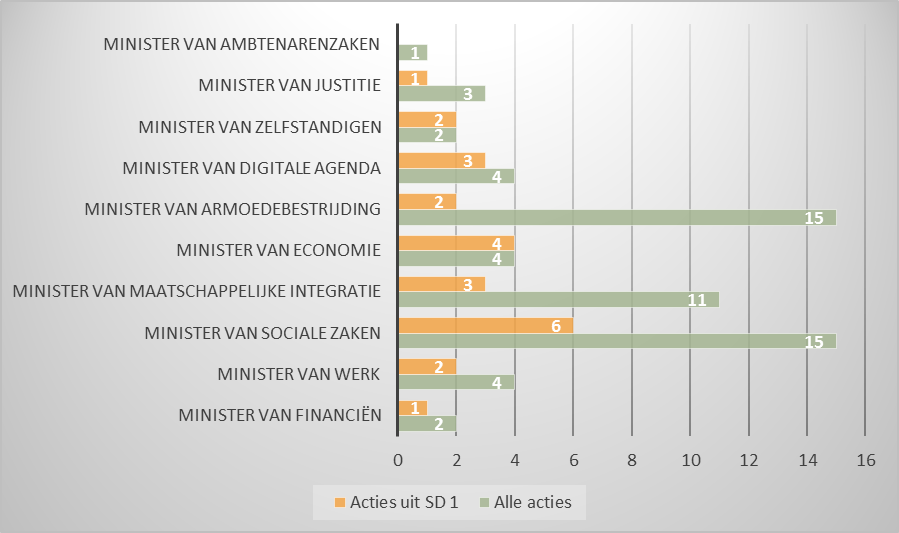 MINISTER VAN AMBTENARENZAKEN
1
MINISTER VAN JUSTITIE
1
3
MINISTER VAN ZELFSTANDIGEN
2
2
MINISTER VAN DIGITALE AGENDA
3
4
MINISTER VAN ARMOEDEBESTRIJDING
2
15
MINISTER VAN ECONOMIE
4
4
MINISTER VAN MAATSCHAPPELIJKE INTEGRATIE
3
11
MINISTER VAN SOCIALE ZAKEN
6
15
MINISTER VAN WERK
2
4
MINISTER VAN FINANCIËN
1
2
0 2 4 6 8 10 12 14 16
Acties uit SD 1 Alle acties